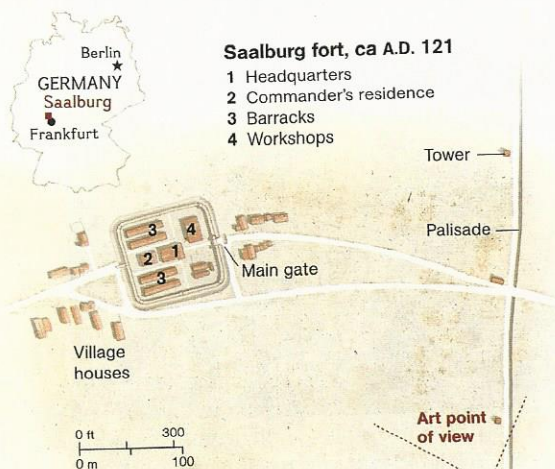 Berlin
GERMANY
Saalburg
Frankfurt
Saalburg fort, ca A.D. 121
1 Headquarters
2 Commander's residence
3 Barracks
4 Workshops
Tower
Palisade
3
4
2
1
3
Main gate
Village
houses
Art point
of view
0 ft 300
0 m 100